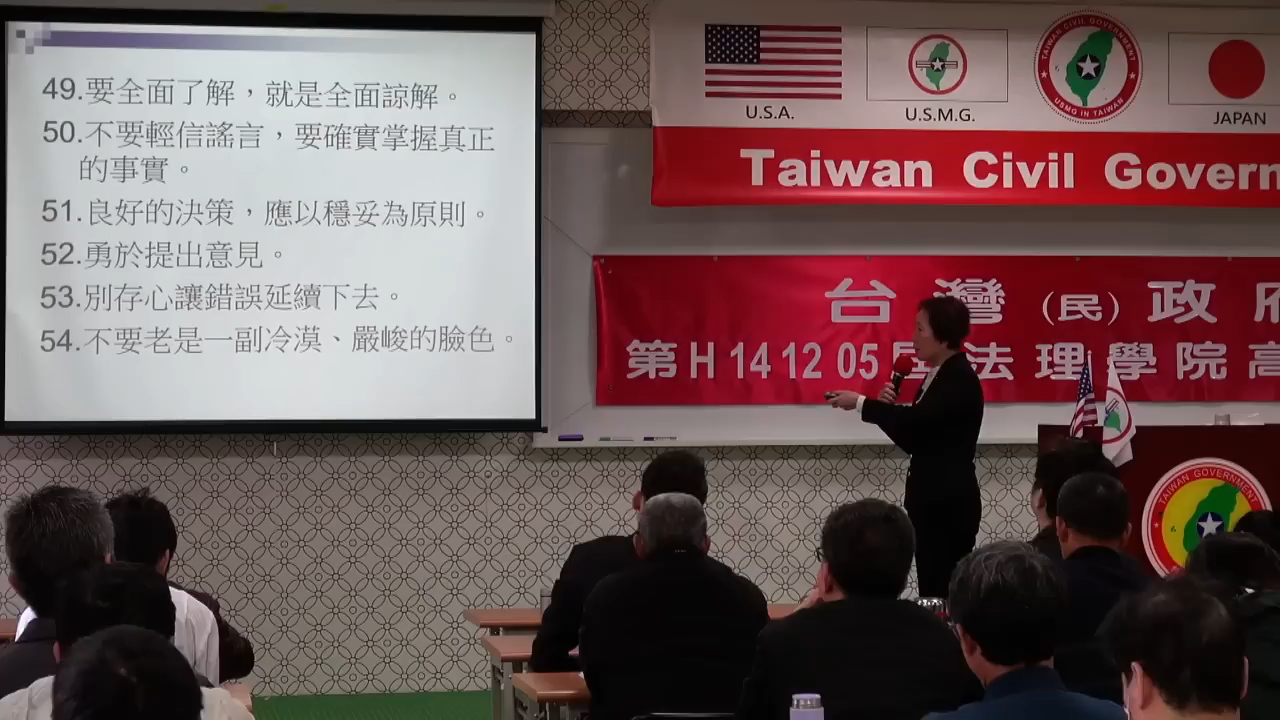 49.要全面了解，就是全面諒解。
50.不要輕信謠言，要確實掌握真正
的事實。
51.良好的決策，應以穩妥為原則。
52.勇於提出意見。
53.別存心讓錯誤延續下去。
54.不要老是一副冷漠、嚴峻的臉色。
U.S.A.
U.S.M.G.
TAIWAN CIVIL GOVERNMENT
USMG IN TAIWAN
JAPAN
Taiwan Civil Govern
台灣(民)政府
第H 14 12 05屆法理學院高
TAIWAN GOVERNMENT